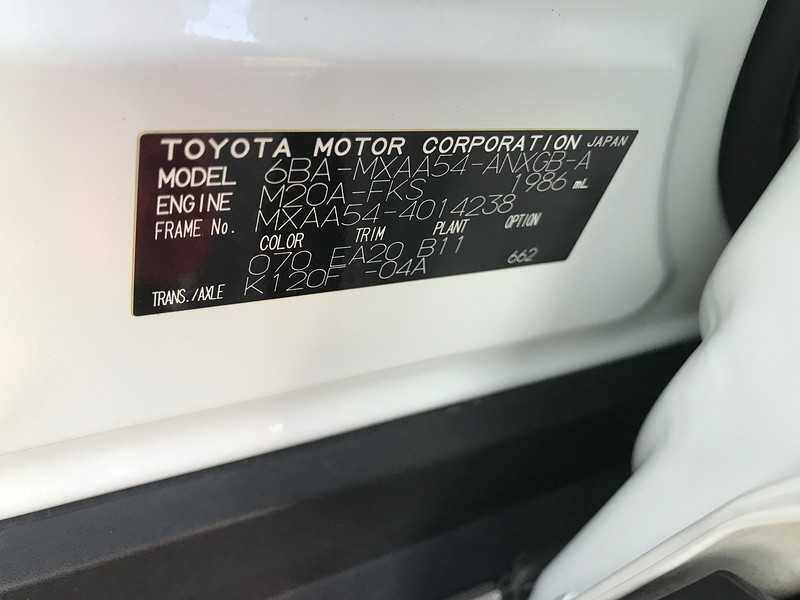 TOYOTA MOTOR CORPORATION JAPAN
MODEL 6BA-MXAA54-ANXGB-A
ENGINE M20A-FKS 1986 mL
FRAME No. MXAA54-4014238
COLOR TRIM PLANT OPTION
070 EA20 B11 662
TRANS./AXLE K120F -04A